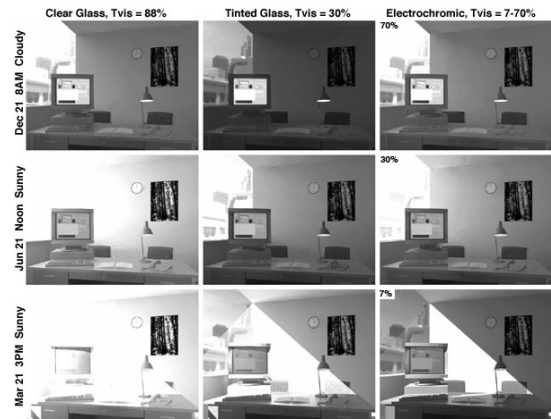 Clear Glass, Tvis = 88%
Tinted Glass, Tvis = 30%
Electrochromic, Tvis = 7-70%
Dec 21 8AM Cloudy
70%
Jun 21 Noon Sunny
30%
Mar 21 3PM Sunny
7%